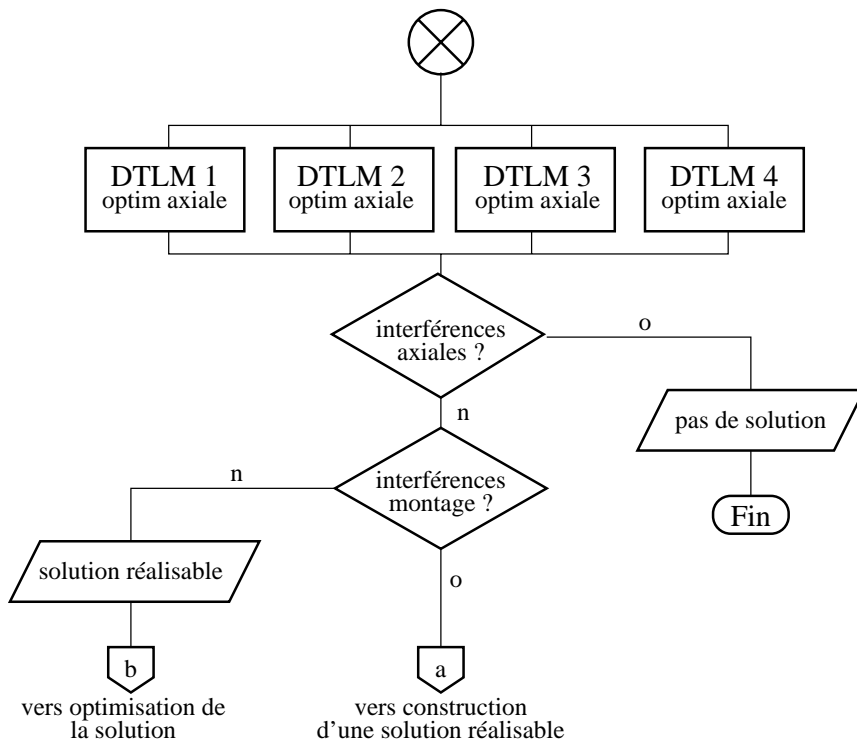 DTLM 1
optim axiale
DTLM 2
optim axiale
DTLM 3
optim axiale
DTLM 4
optim axiale
interférences
axiales ?
o
n
pas de solution
interférences
montage ?
n
Fin
solution réalisable
o
b
a
vers optimisation de
la solution
vers construction
d'une solution réalisable